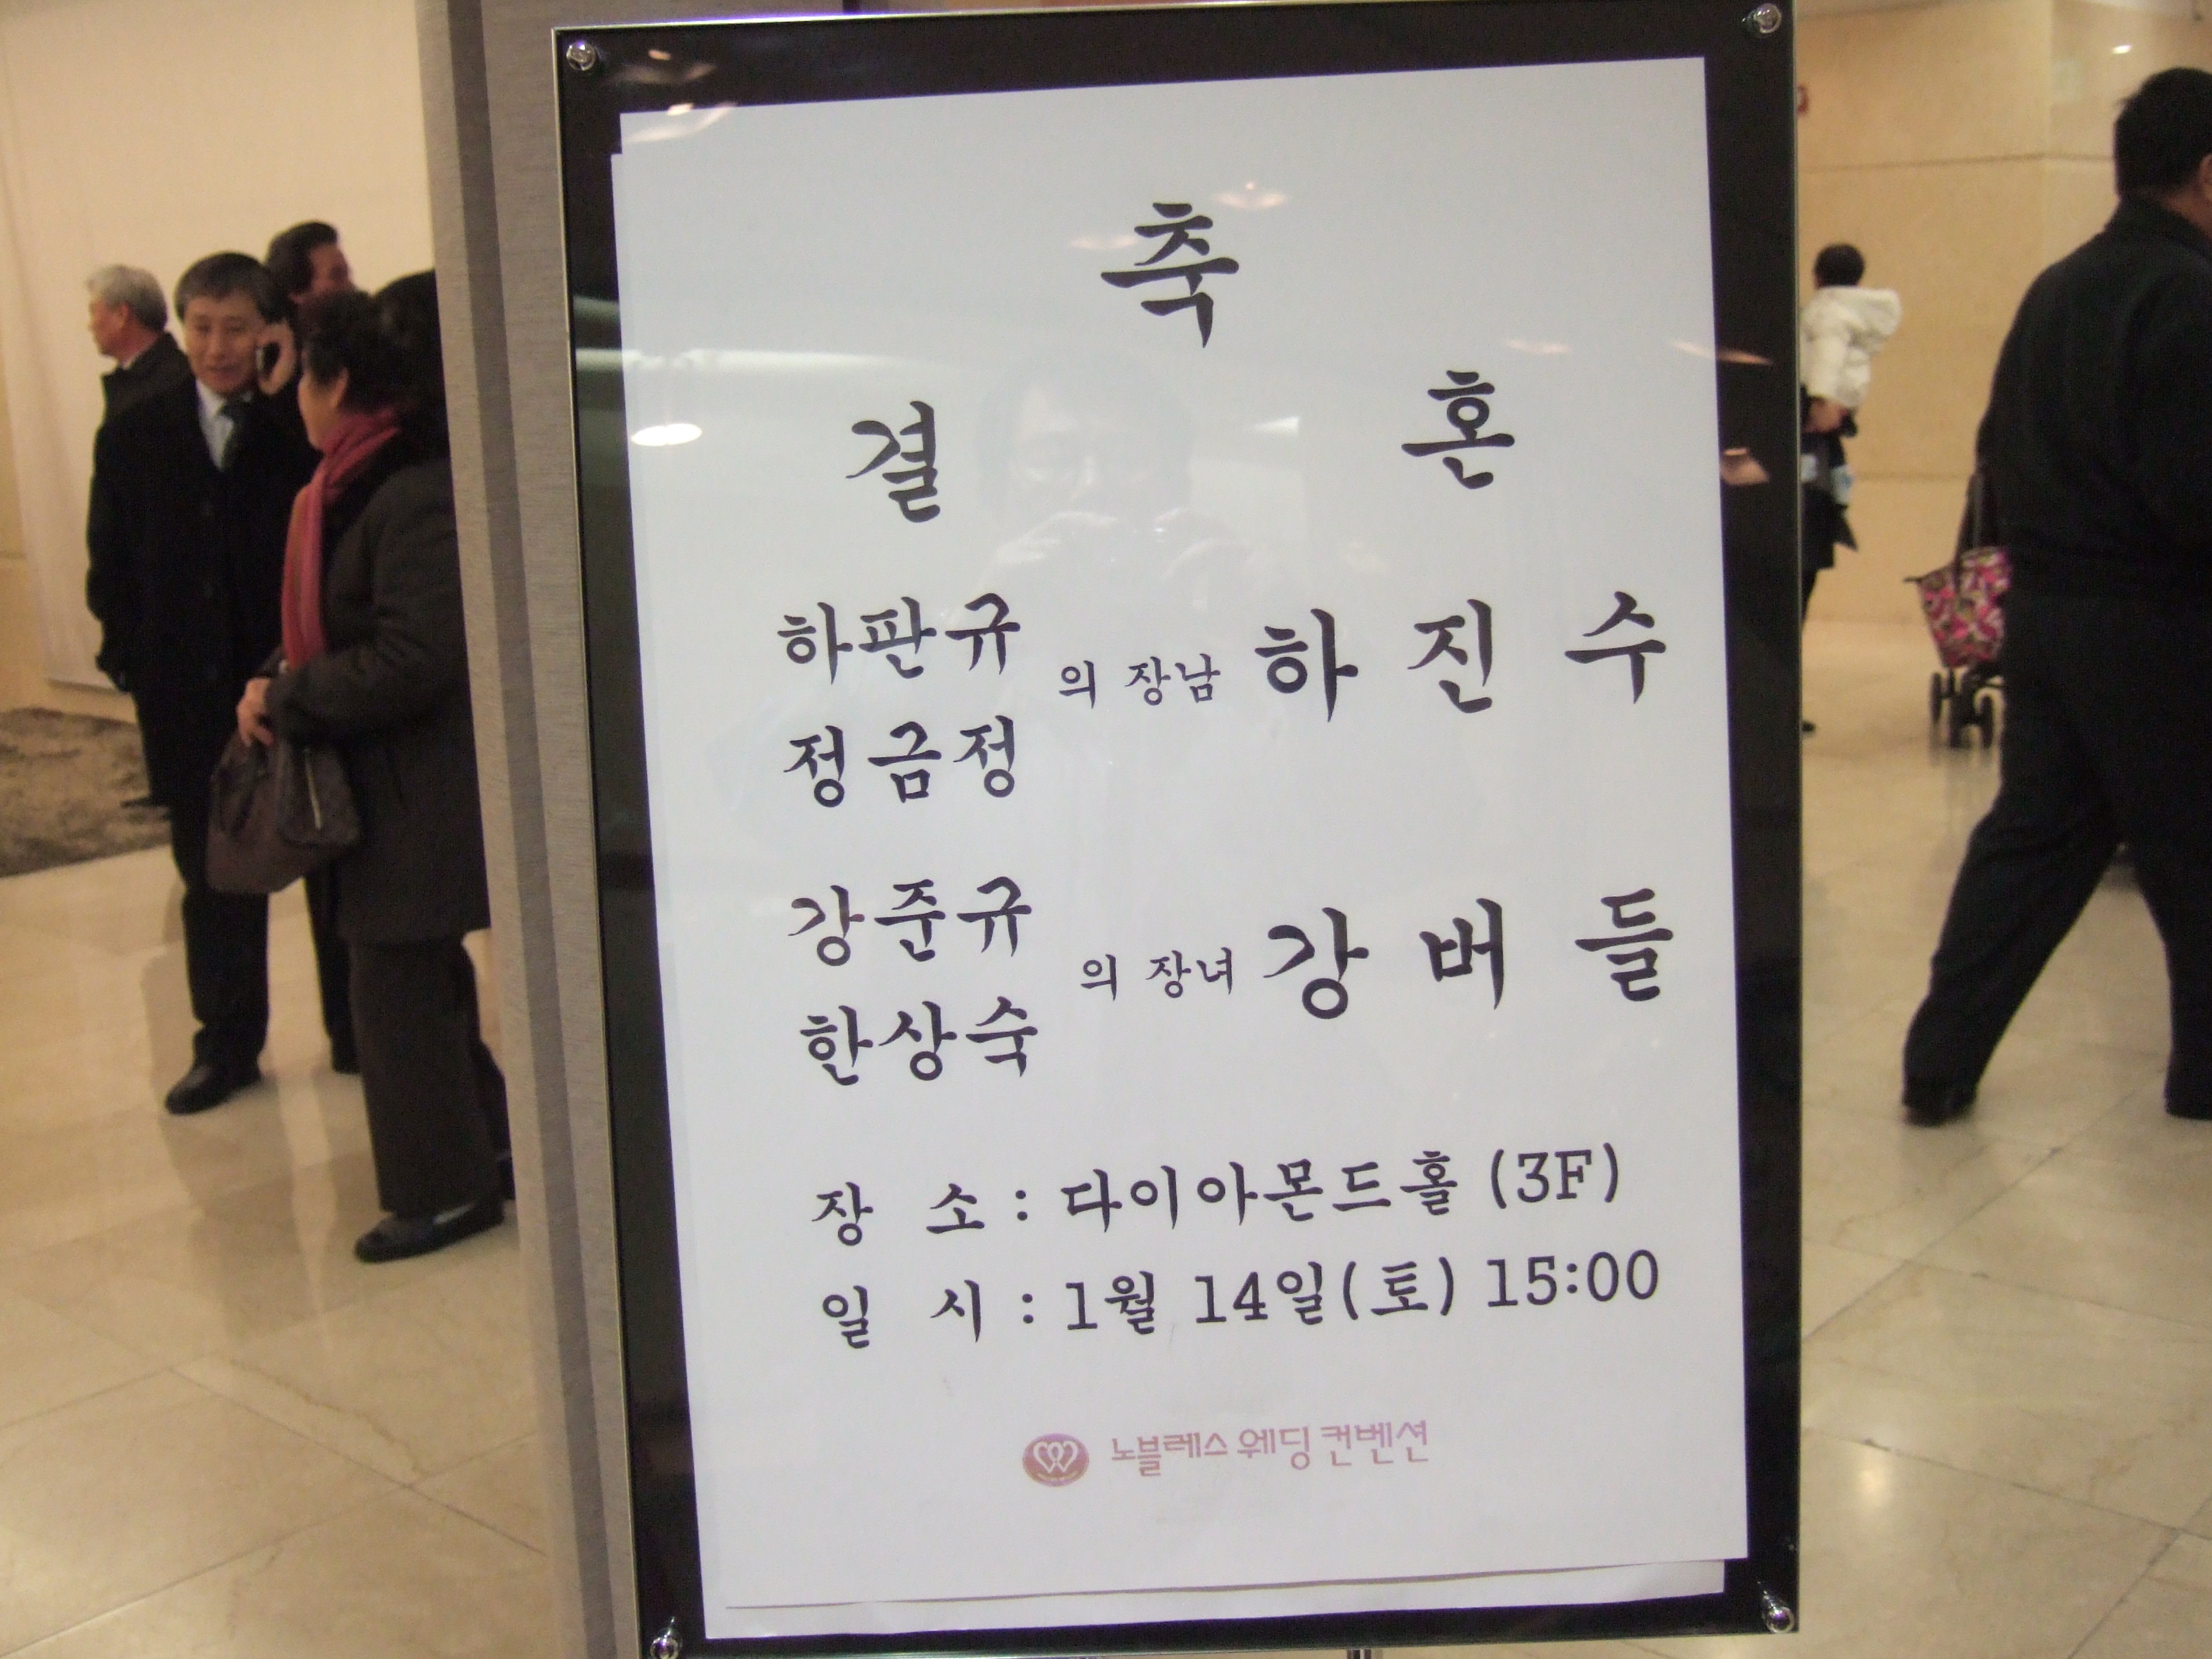 축
결 혼
하판규
의 장남 하 진 수
정금정
강준규
의 장녀 강 버 들
한상숙
장 소 : 다이아몬드홀 (3F)
일 시 : 1월 14일(토) 15:00
노블레스 웨딩 컨벤션